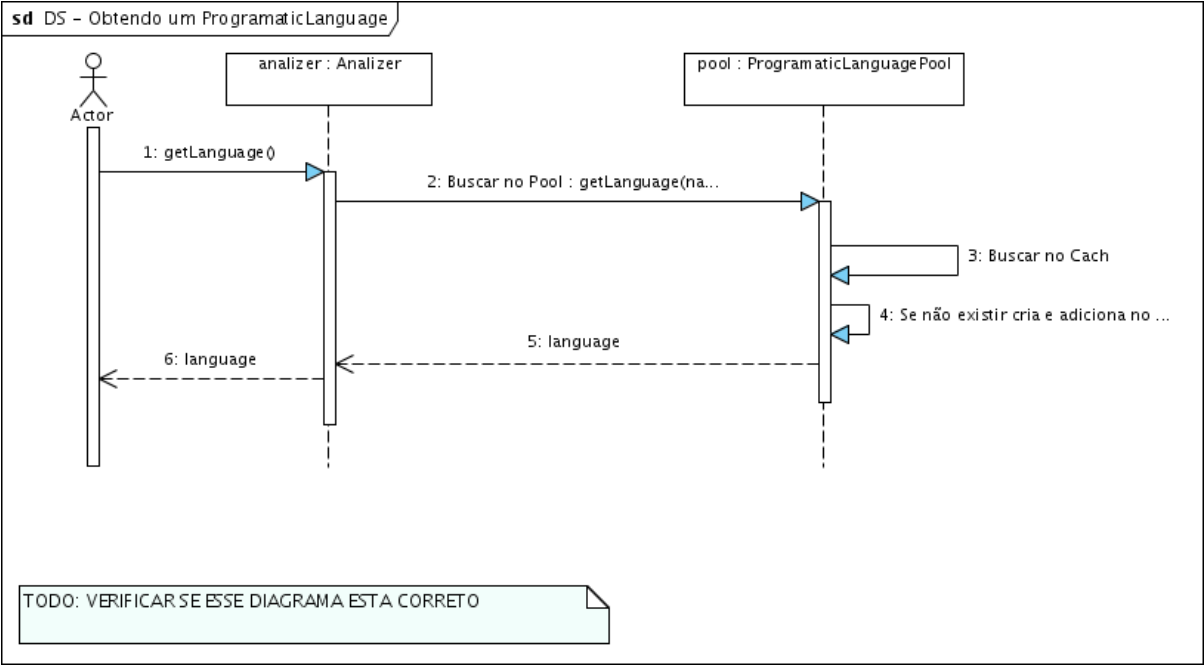 sd DS - Obtendo um ProgramaticLanguage
analizer : Analizer
pool : ProgramaticLanguagePool
Actor
1: getLanguage()
2: Buscar no Pool : getLanguage(na...
3: Buscar no Cach
4: Se não existir cria e adiciona no ...
5: language
6: language
TODO: VERIFICAR SE ESSE DIAGRAMA ESTA CORRETO